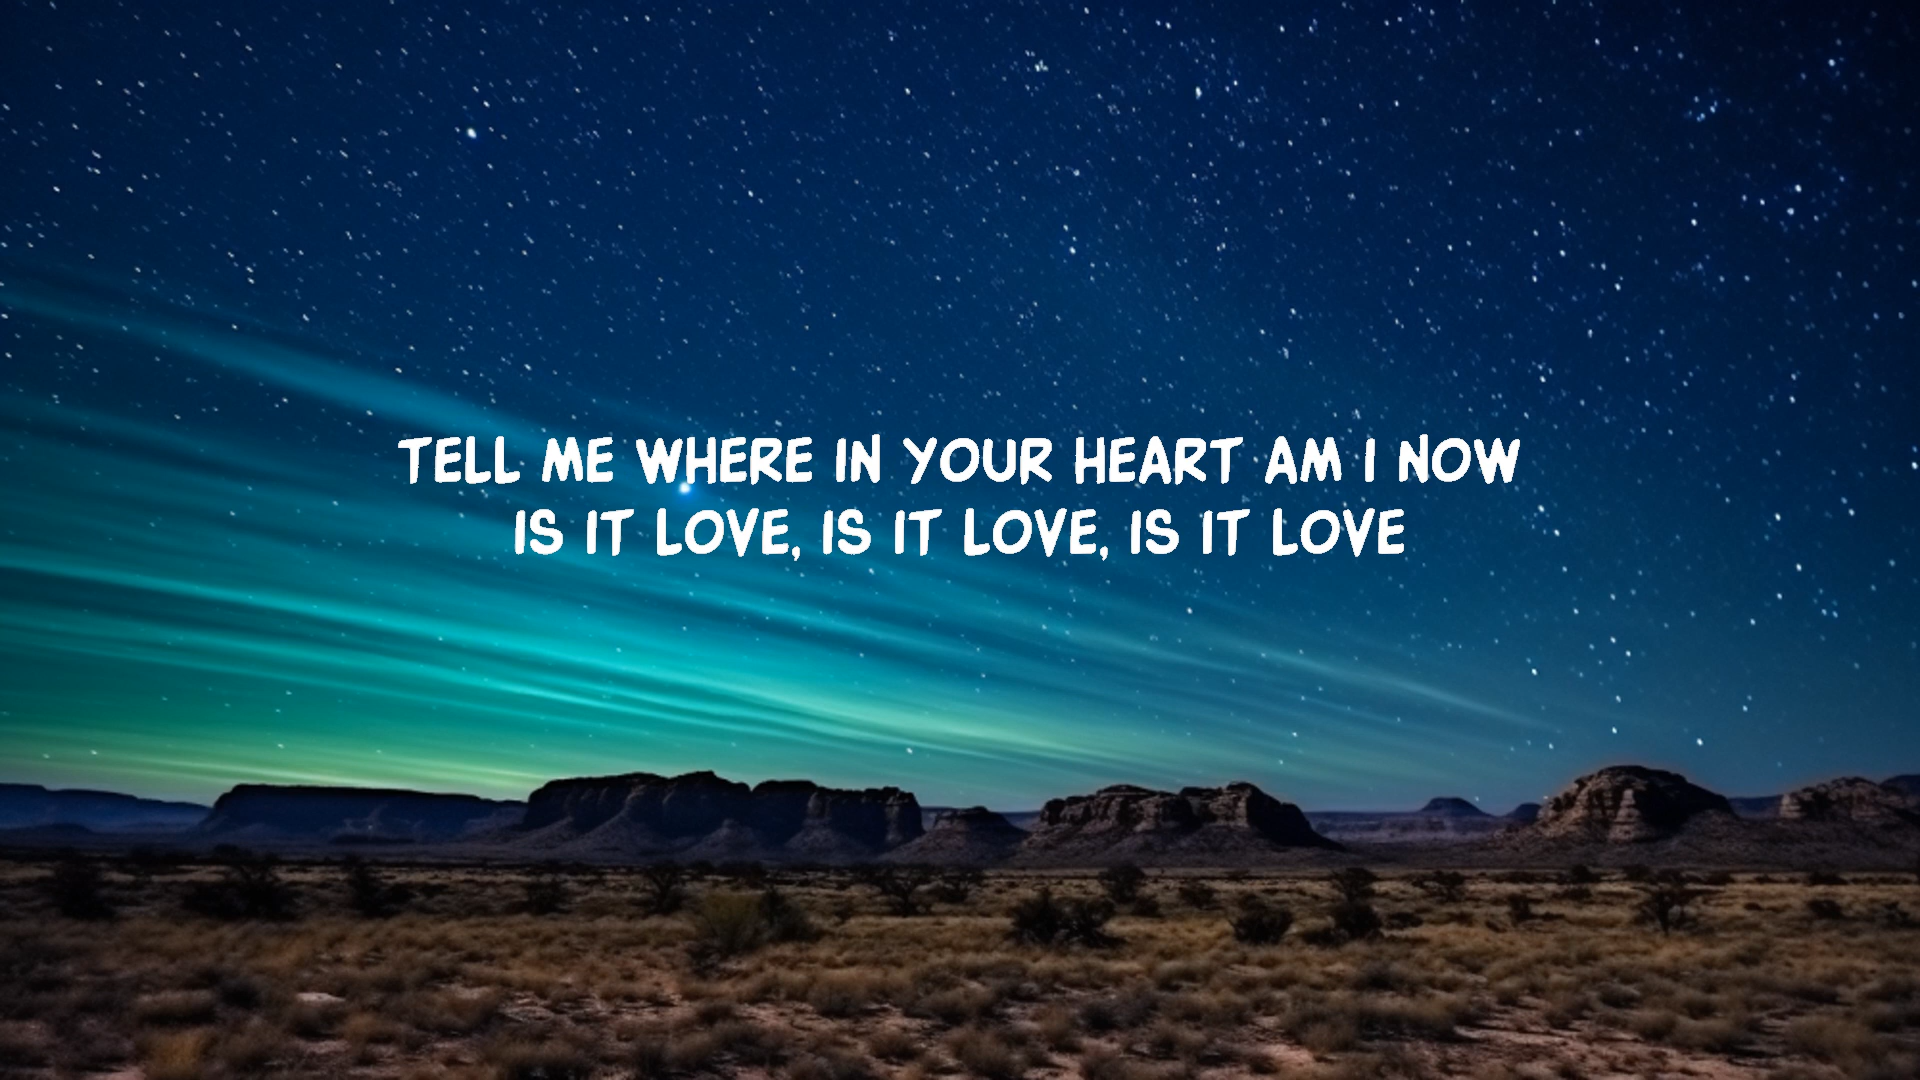 TELL ME WHERE IN YOUR HEART AM I NOW
IS IT LOVE, IS IT LOVE, IS IT LOVE